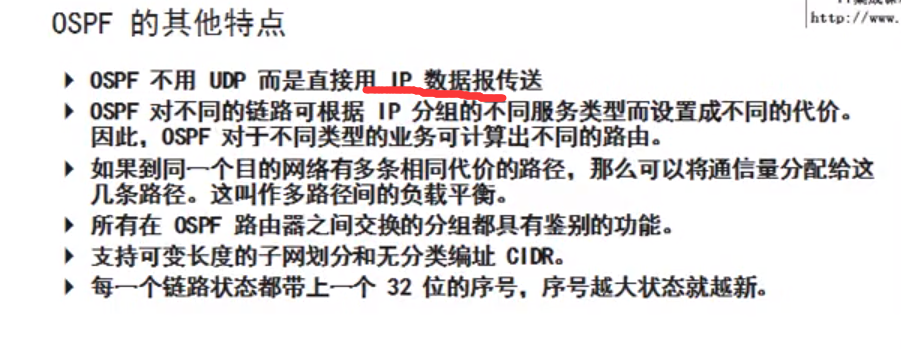 http://www.
OSPF 的其他特点
OSPF 不用 UDP 而是直接用 IP 数据报传送
OSPF 对不同的链路可根据 IP 分组的不同服务类型而设置成不同的代价。
因此，OSPF 对于不同类型的业务可计算出不同的路由。
如果到同一个目的网络有多条相同代价的路径，那么可以将通信量分配给这
几条路径。这叫作多路径间的负载平衡。
所有在 OSPF 路由器之间交换的分组都具有鉴别的功能。
支持可变长度的子网划分和无分类编址 CIDR。
每一个链路状态都带上一个 32 位的序号，序号越大状态就越新。